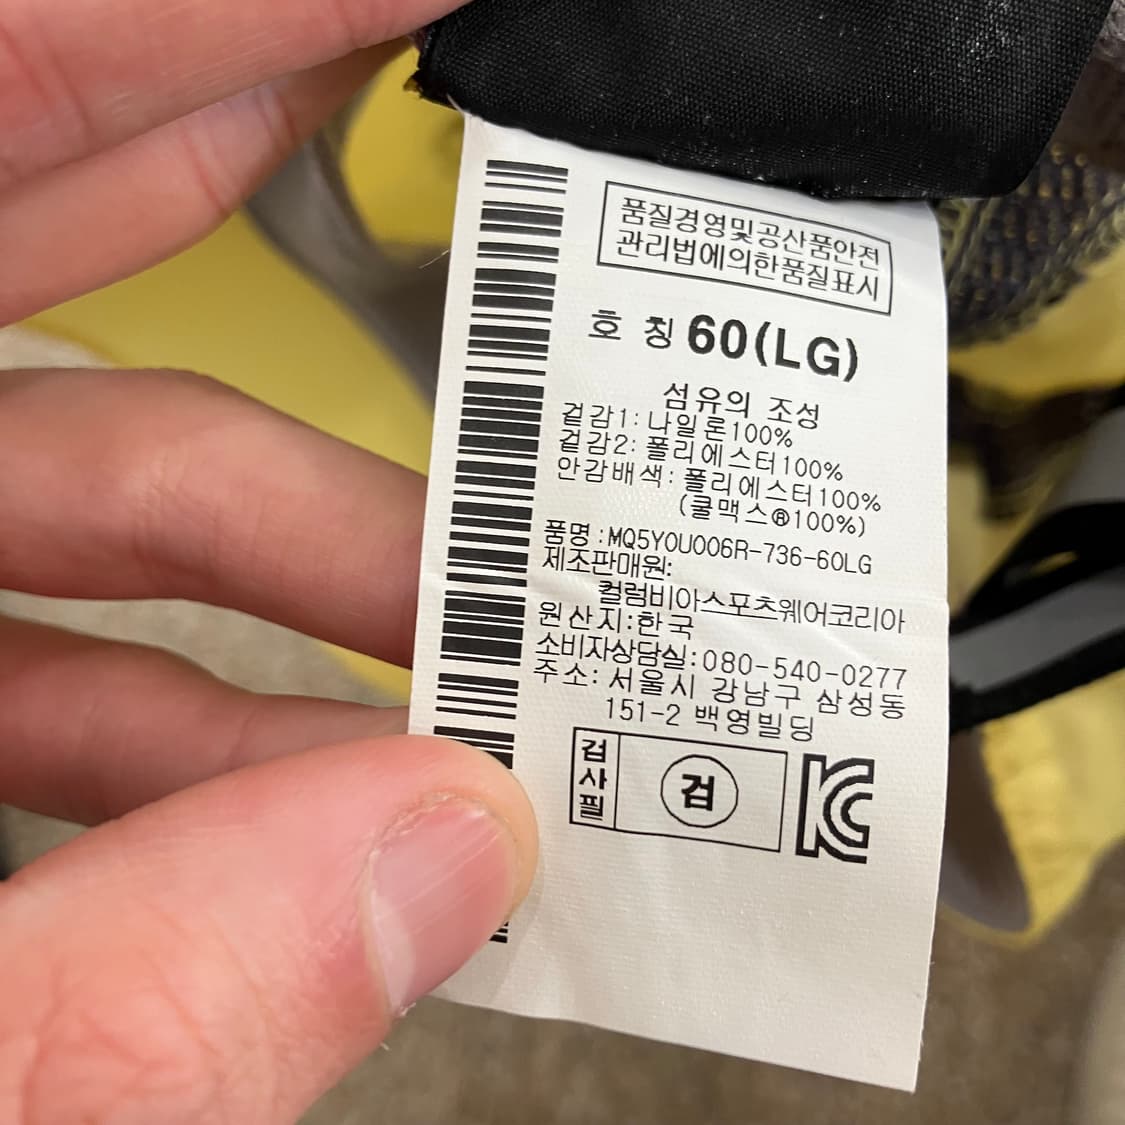 품질경영및공산품안전
관리법에의한품질표시
호 칭 60(LG)
섬유의 조성
겉감1: 나일론100%
겉감2: 폴리에스터100%
안감배색: 폴리에스터100%
(쿨맥스®100%)
품명:MQ5Y0U006R-736-60LG
제조판매원:
컬럼비아스포츠웨어코리아
원산지:한국
소비자상담실:080-540-0277
주소: 서울시 강남구 삼성동
151-2 백영빌딩
검사필
검
KC